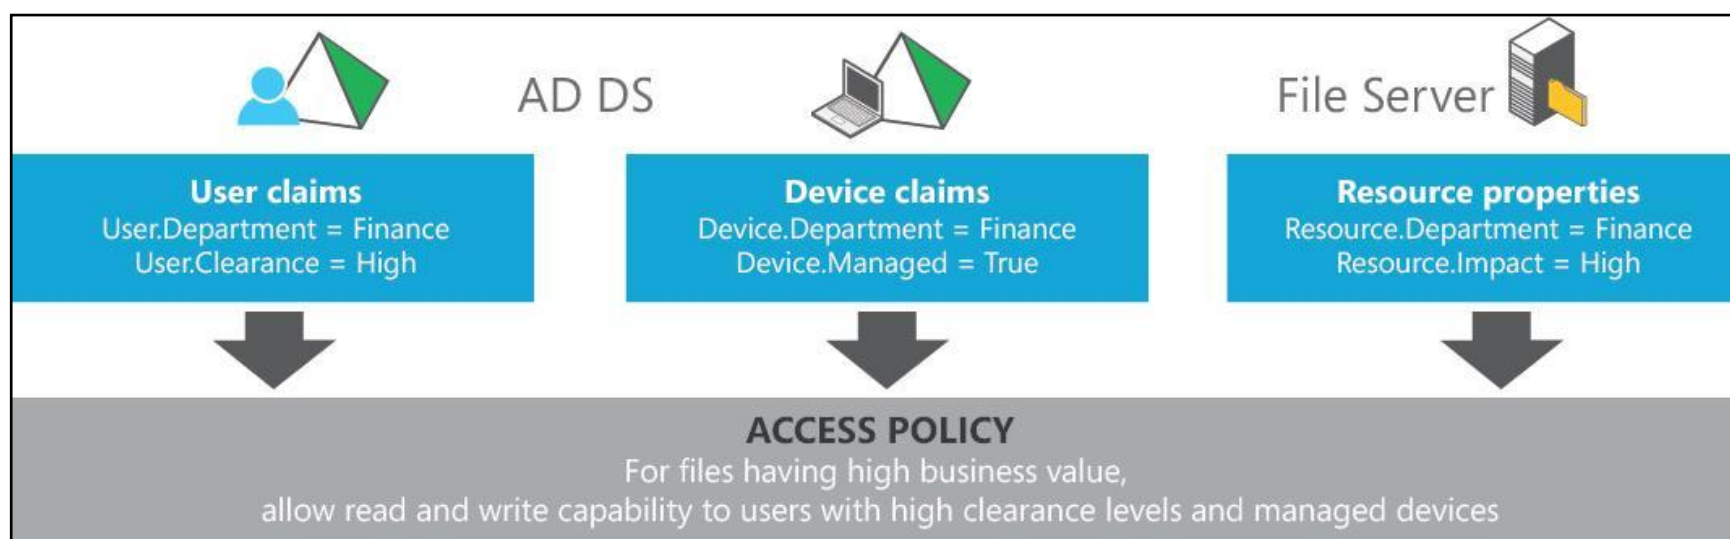 AD DS
File Server
User claims
User.Department = Finance
User.Clearance = High
Device claims
Device.Department = Finance
Device.Managed = True
Resource properties
Resource.Department = Finance
Resource.Impact = High
ACCESS POLICY
For files having high business value,
allow read and write capability to users with high clearance levels and managed devices